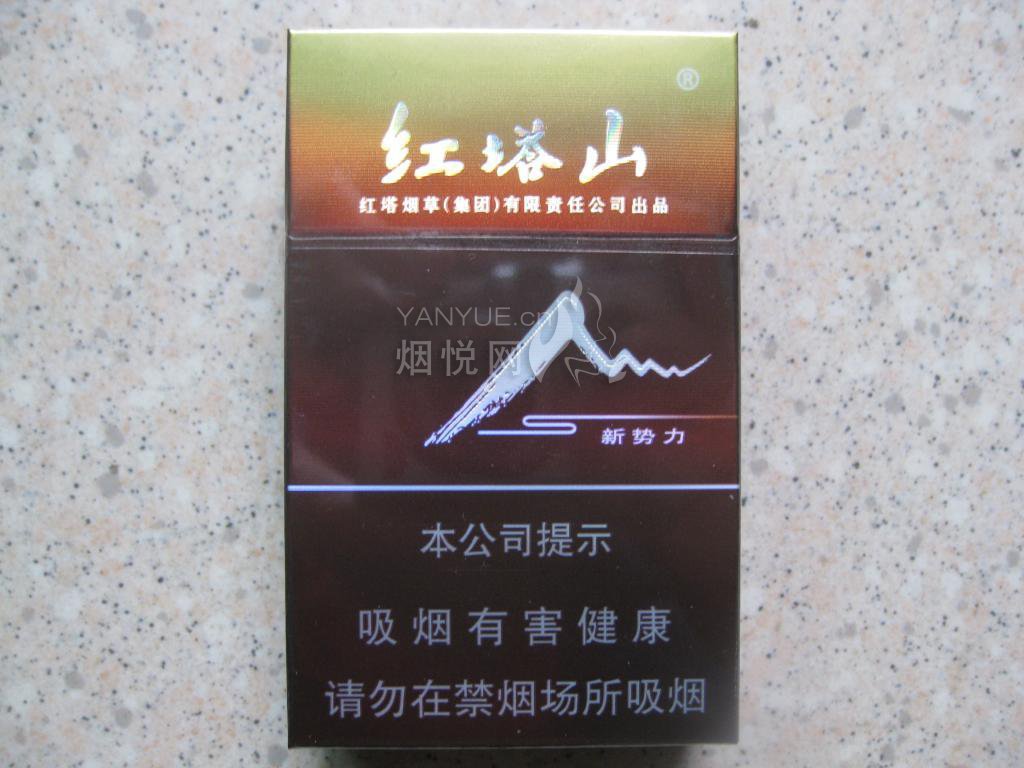 ®
红塔山
红塔烟草(集团)有限责任公司出品
YANYUE.cn
烟悦网
新势力
本公司提示
吸烟有害健康
请勿在禁烟场所吸烟